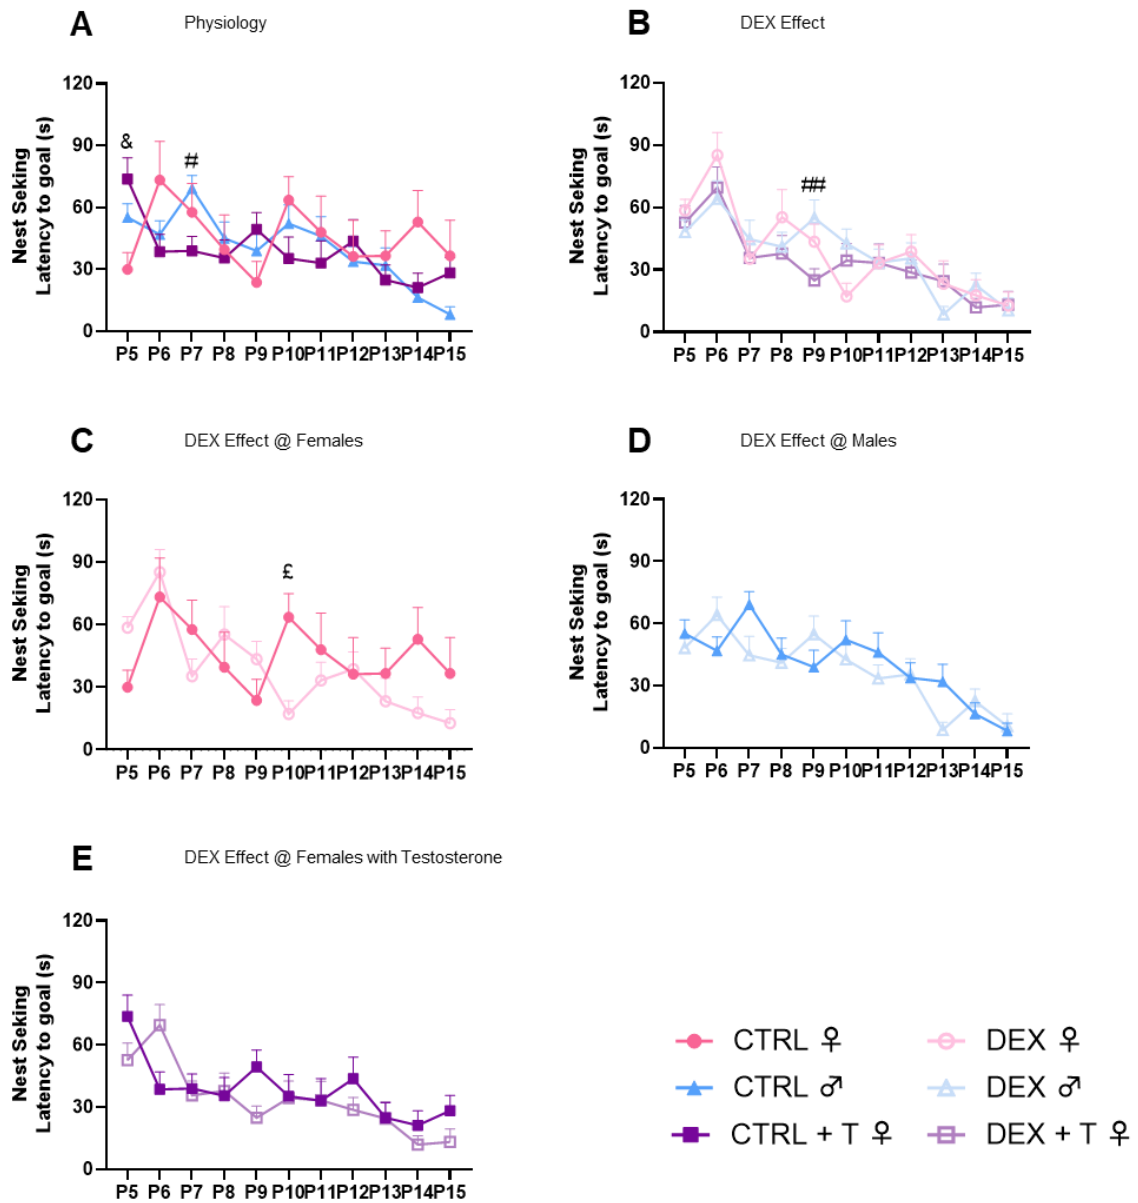 A Physiology
Nest Seking
Latency to goal (s)
120
90
60
30
0
&
#
P5 P6 P7 P8 P9 P10 P11 P12 P13 P14 P15
B DEX Effect
Nest Seking
Latency to goal (s)
120
90
60
30
0
##
P5 P6 P7 P8 P9 P10 P11 P12 P13 P14 P15
C DEX Effect @ Females
Nest Seking
Latency to goal (s)
120
90
60
30
0
£
P5 P6 P7 P8 P9 P10 P11 P12 P13 P14 P15
D DEX Effect @ Males
Nest Seking
Latency to goal (s)
120
90
60
30
0
P5 P6 P7 P8 P9 P10 P11 P12 P13 P14 P15
E DEX Effect @ Females with Testosterone
Nest Seking
Latency to goal (s)
120
90
60
30
0
P5 P6 P7 P8 P9 P10 P11 P12 P13 P14 P15
CTRL ♀
DEX ♀
CTRL ♂
DEX ♂
CTRL + T ♀
DEX + T ♀